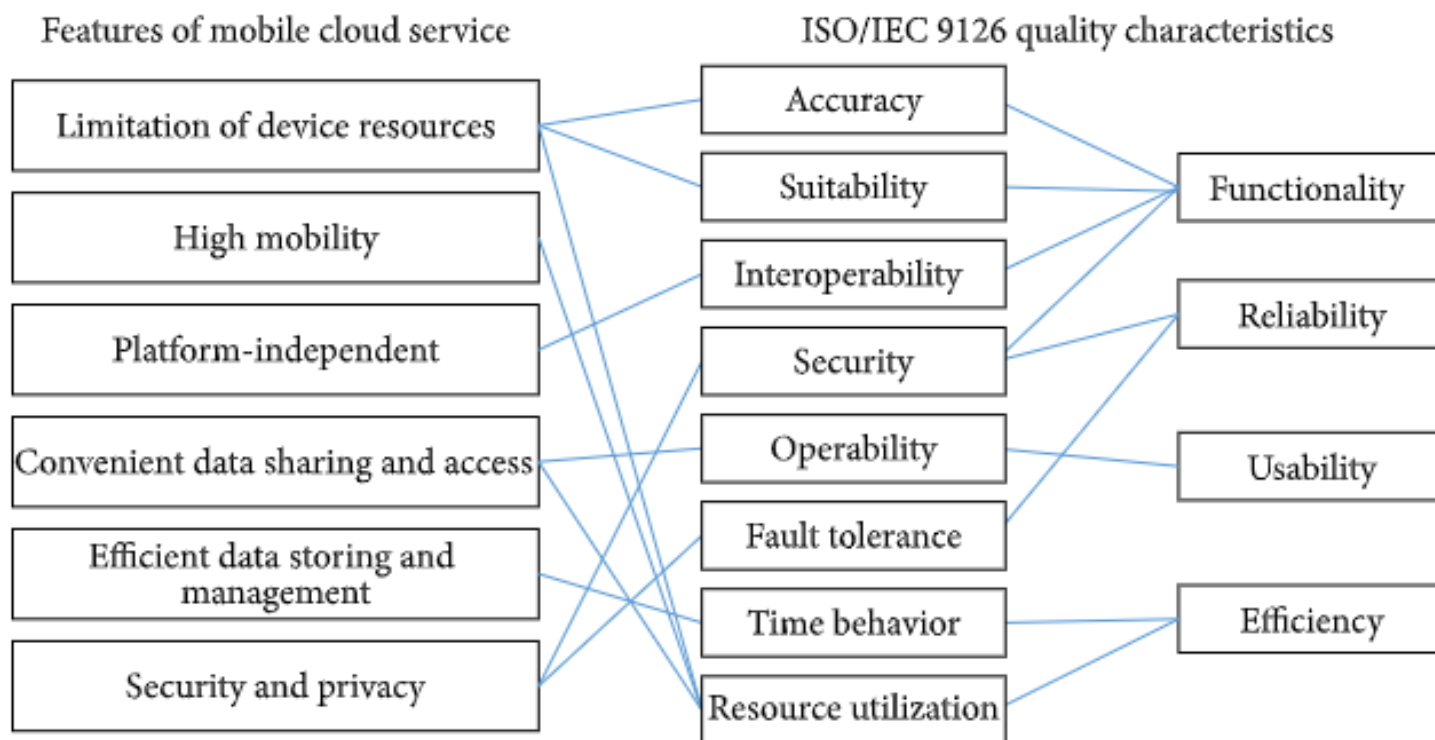 Features of mobile cloud service
ISO/IEC 9126 quality characteristics
Limitation of device resources
High mobility
Platform-independent
Convenient data sharing and access
Efficient data storing and
management
Security and privacy
Accuracy
Suitability
Interoperability
Security
Operability
Fault tolerance
Time behavior
Resource utilization
Functionality
Reliability
Usability
Efficiency